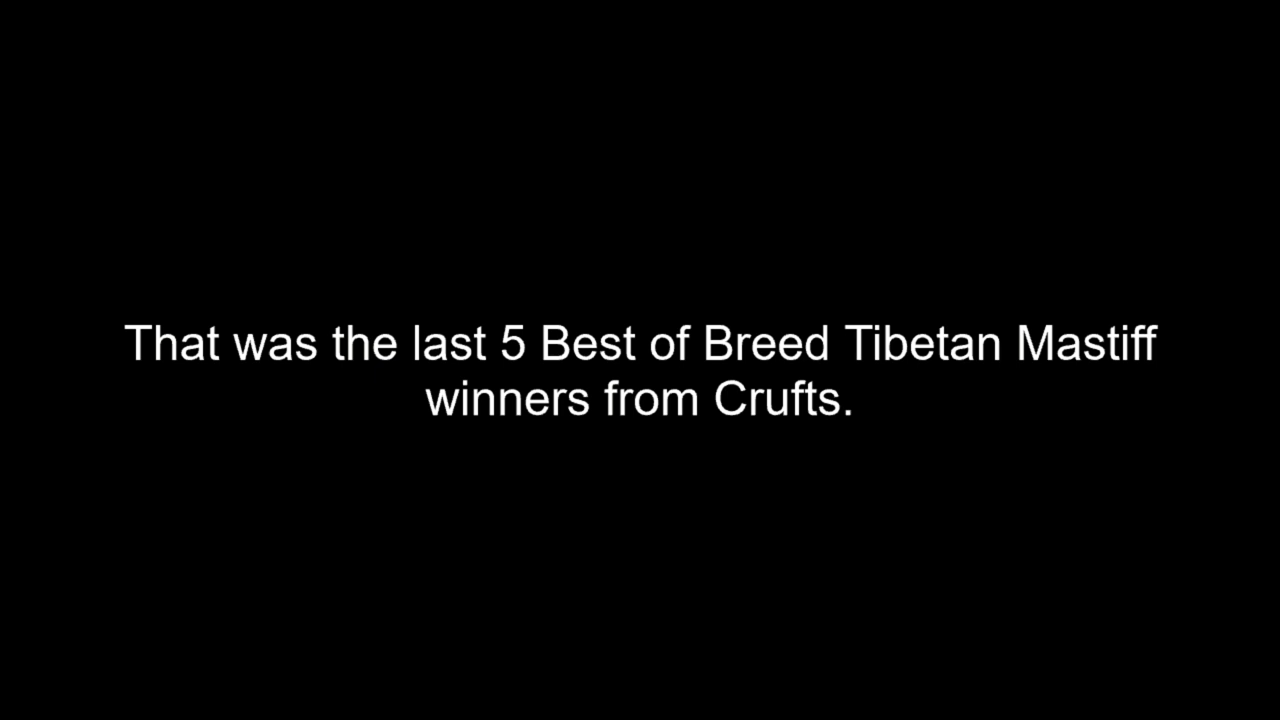 That was the last 5 Best of Breed Tibetan Mastiff
winners from Crufts.